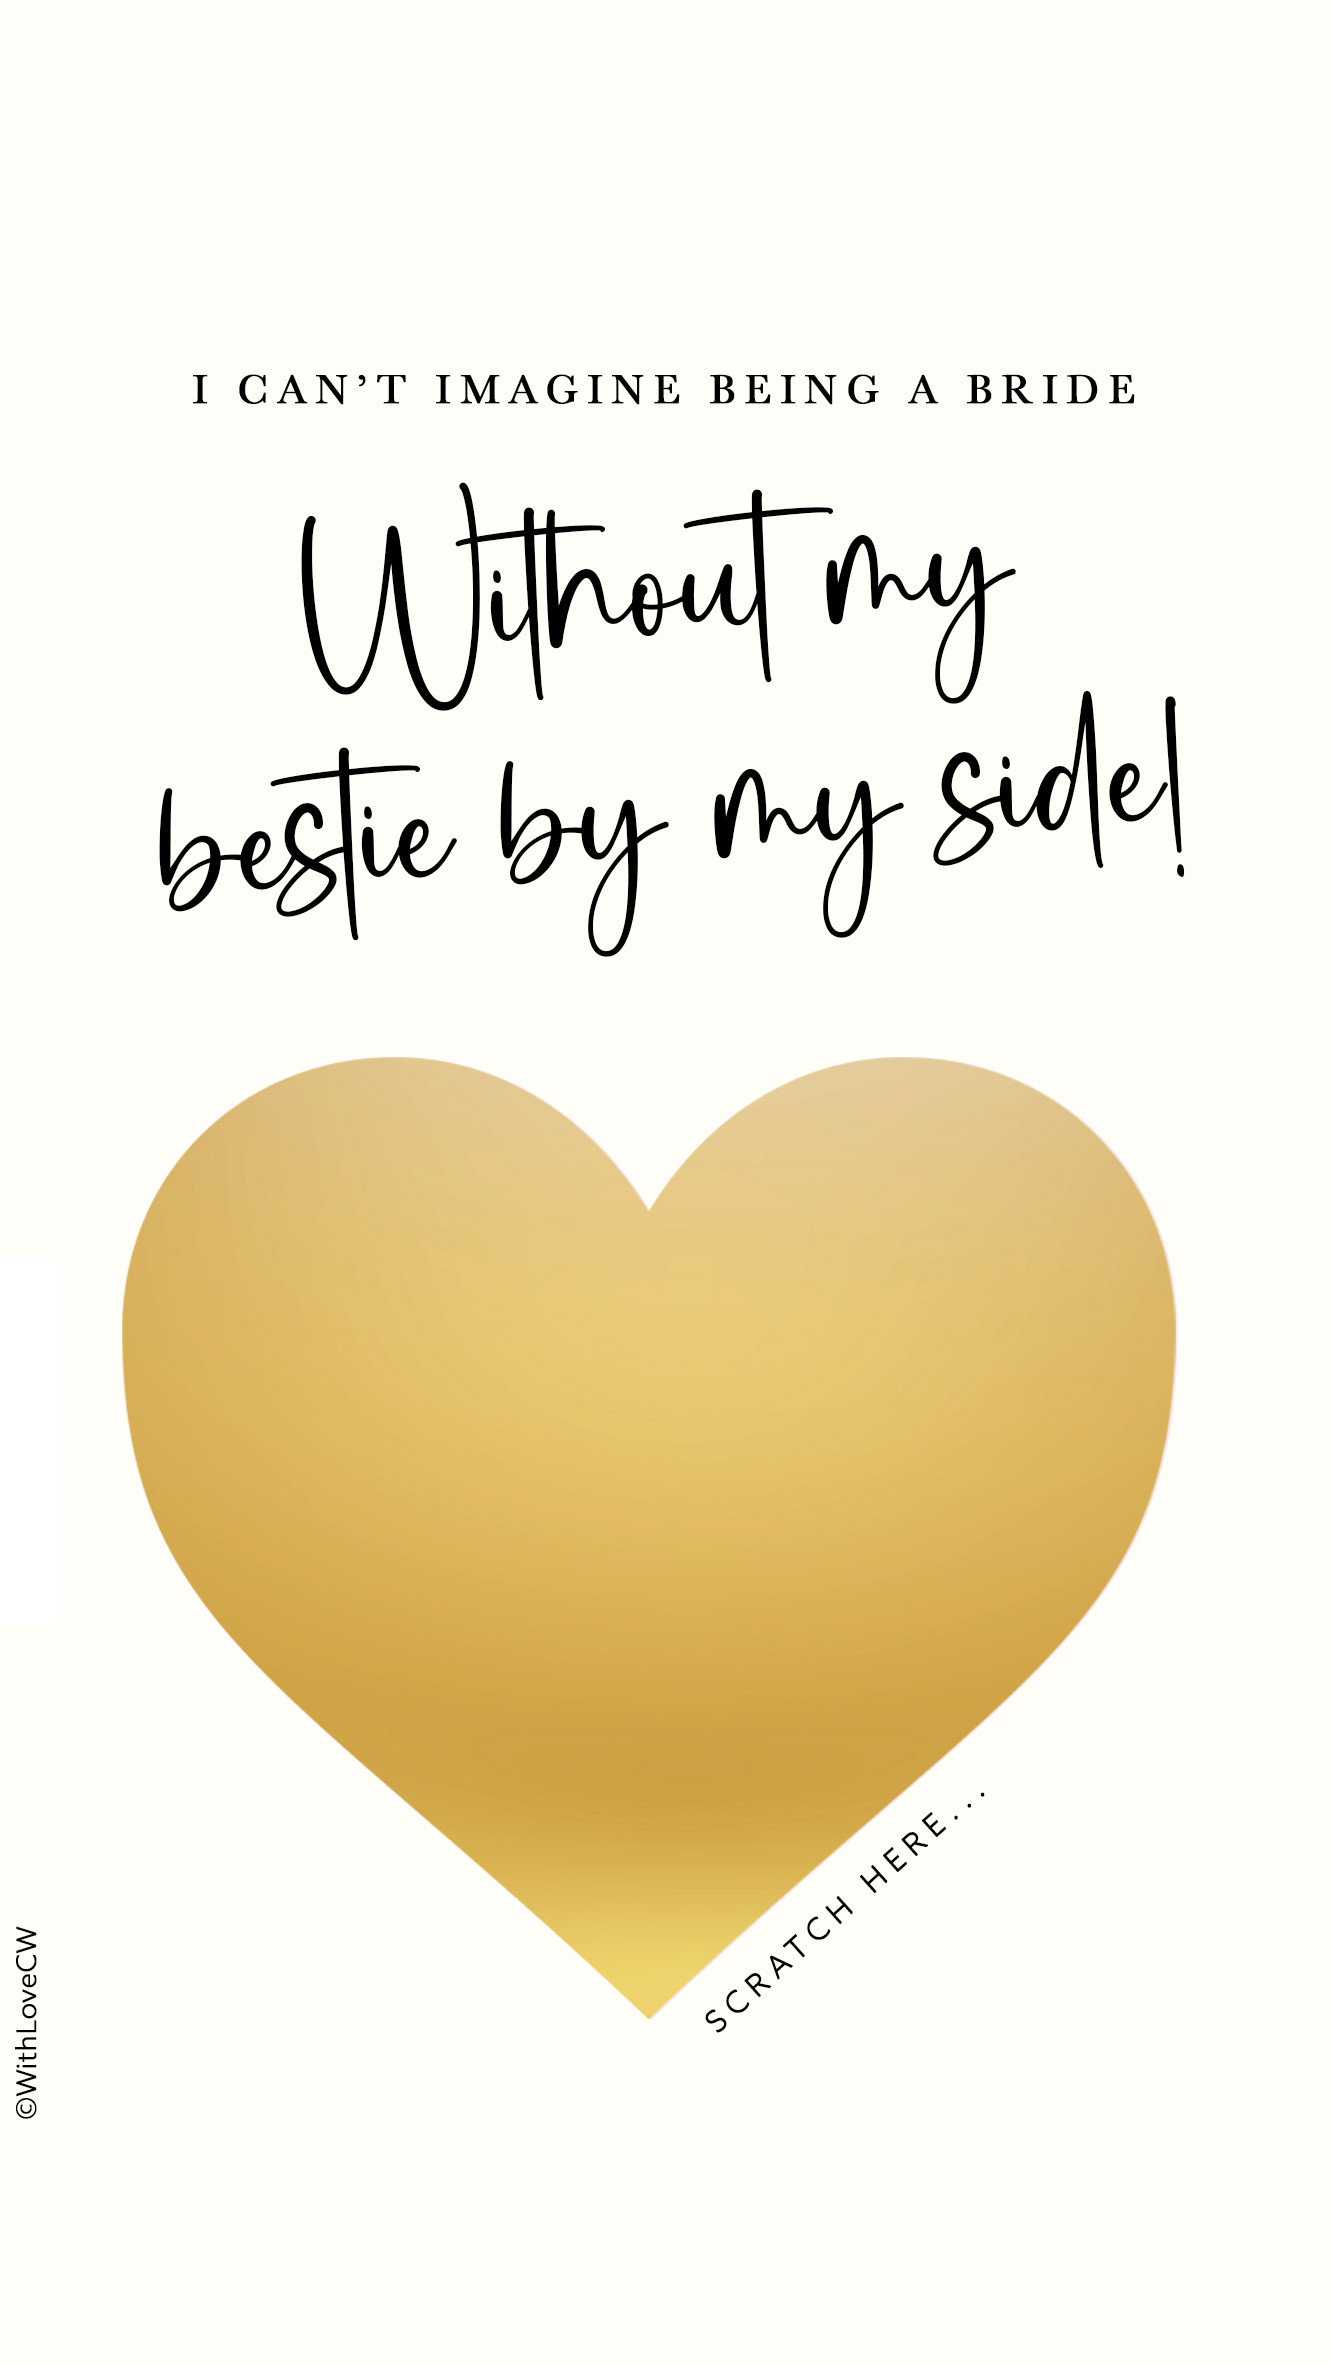 I CAN’T IMAGINE BEING A BRIDE
Without my
bestie by my side!
SCRATCH HERE...
©WithLoveCW